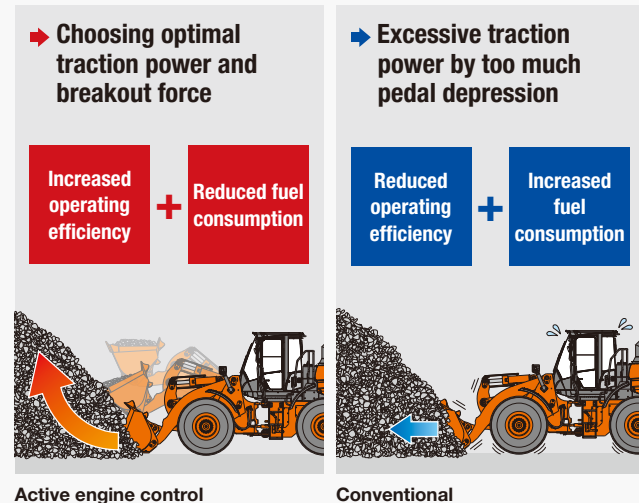 Choosing optimal
traction power and
breakout force
Increased
operating
efficiency
+
Reduced fuel
consumption
Active engine control
Excessive traction
power by too much
pedal depression
Reduced
operating
efficiency
+
Increased
fuel
consumption
Conventional